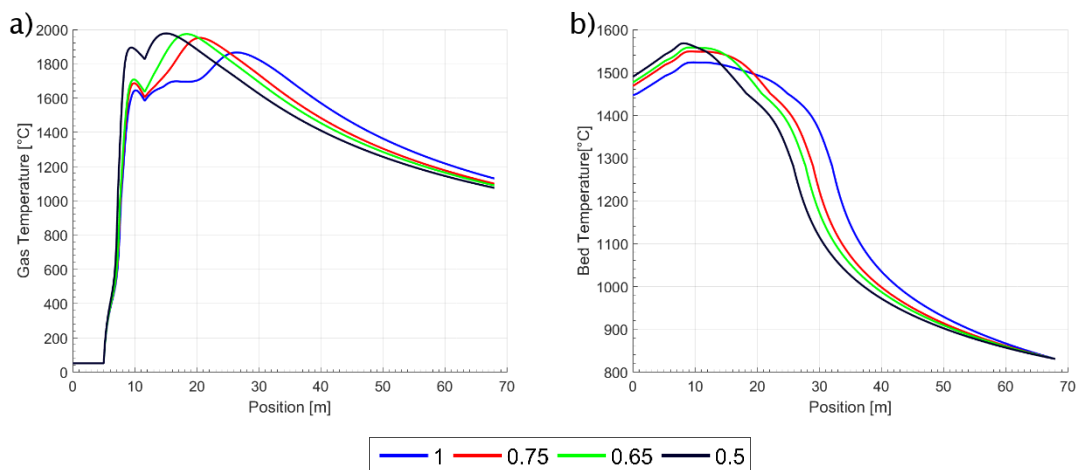 a)
Gas Temperature [°C]
2000
1800
1600
1400
1200
1000
800
600
400
200
0
0 10 20 30 40 50 60 70
Position [m]
b)
Bed Temperature[°C]
1600
1500
1400
1300
1200
1100
1000
900
800
0 10 20 30 40 50 60 70
Position [m]
1 0.75 0.65 0.5